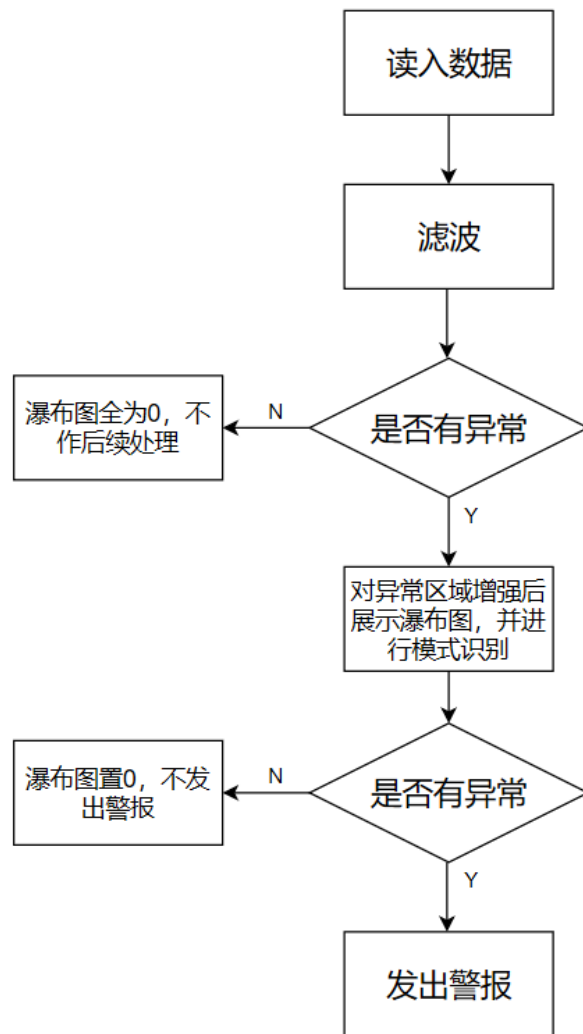 读入数据
滤波
是否有异常
N
瀑布图全为0，不
作后续处理
Y
对异常区域增强后
展示瀑布图，并进
行模式识别
是否有异常
N
瀑布图置0，不发
出警报
Y
发出警报